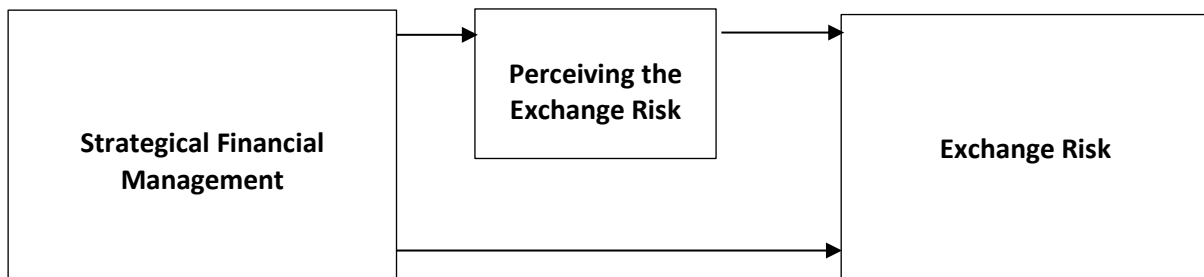 Perceiving the
Exchange Risk
Strategical Financial
Management
Exchange Risk